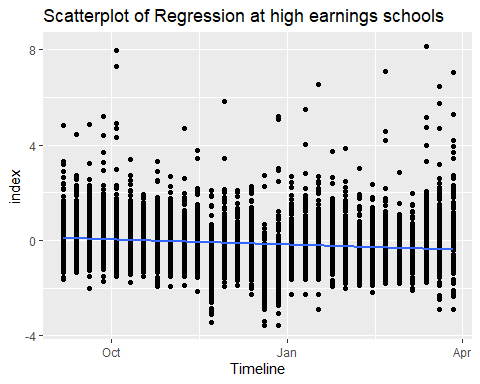 Scatterplot of Regression at high earnings schools
8
4
0
-4
index
Oct
Jan
Apr
Timeline